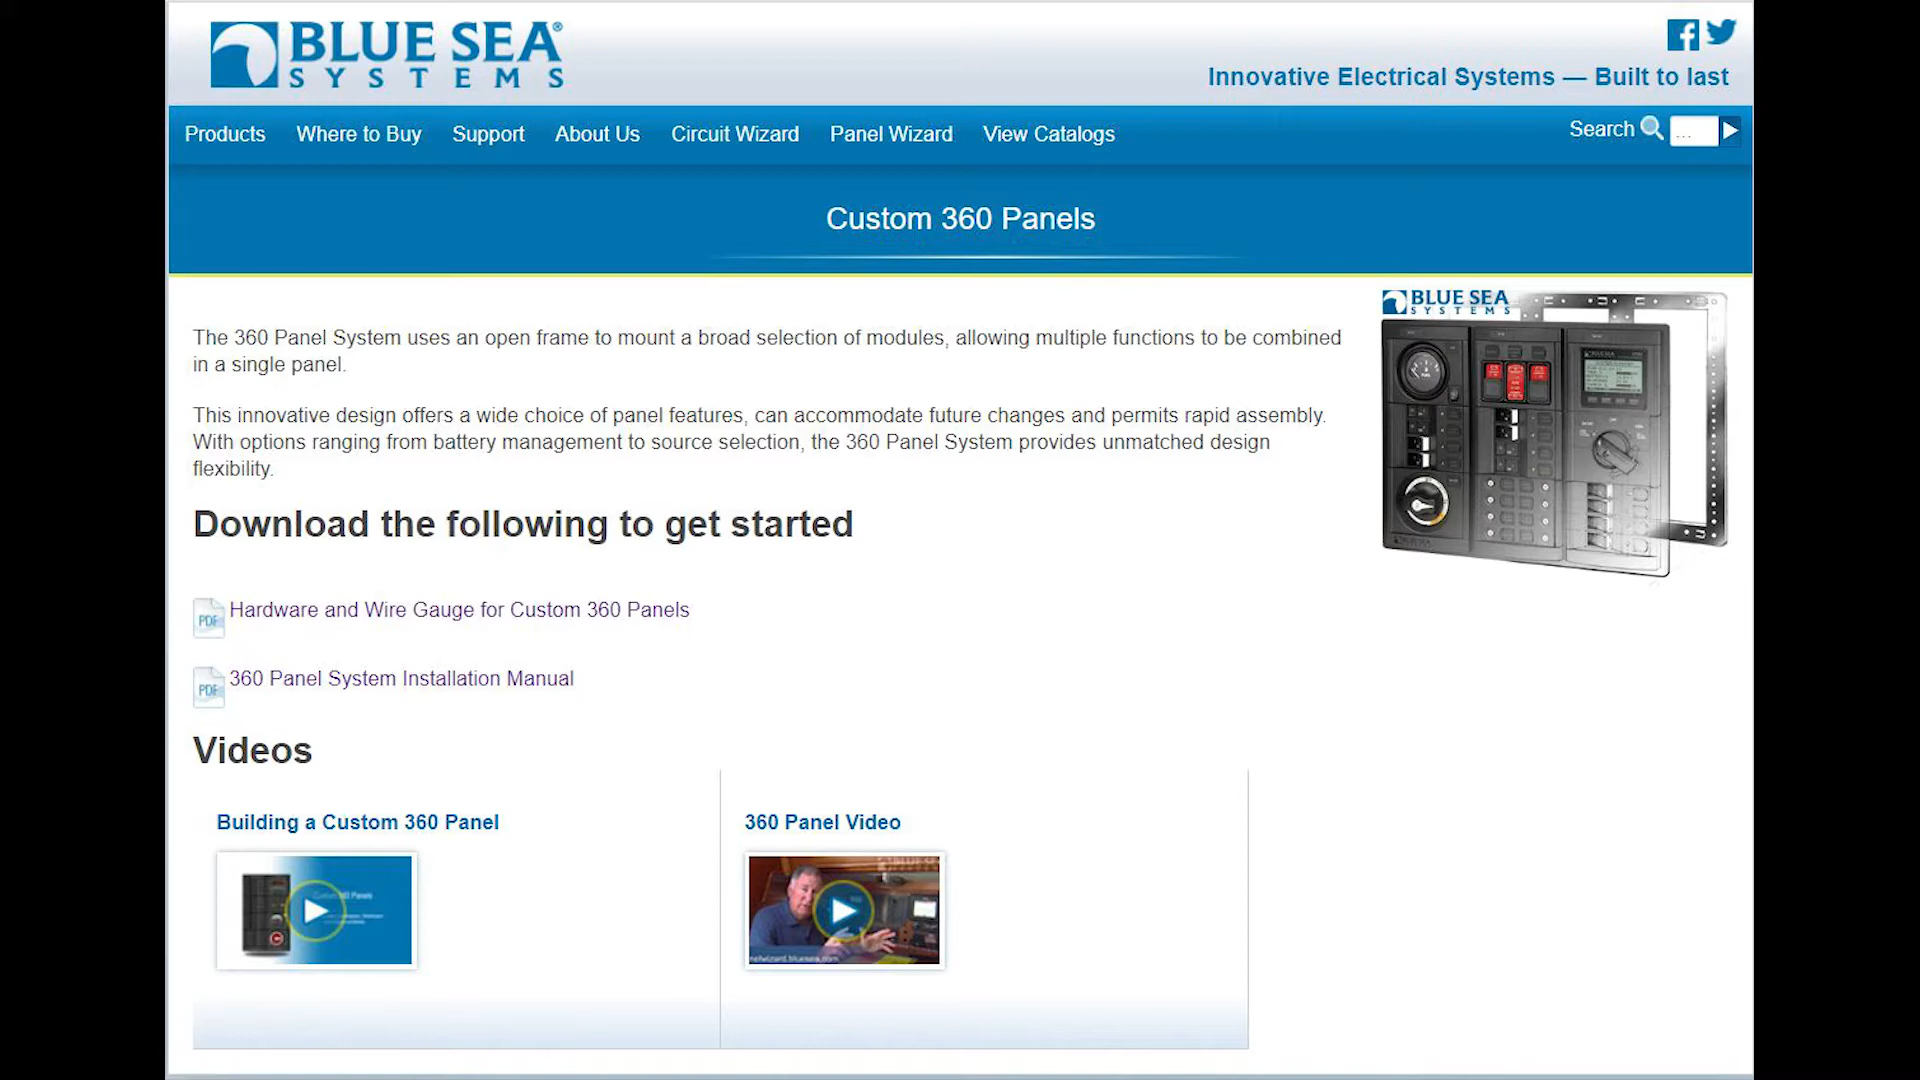 BLUE SEA®
SYSTEMS
Innovative Electrical Systems — Built to last
Products Where to Buy Support About Us Circuit Wizard Panel Wizard View Catalogs Search ...
Custom 360 Panels
BLUE SEA
SYSTEMS
The 360 Panel System uses an open frame to mount a broad selection of modules, allowing multiple functions to be combined
in a single panel.
This innovative design offers a wide choice of panel features, can accommodate future changes and permits rapid assembly.
With options ranging from battery management to source selection, the 360 Panel System provides unmatched design
flexibility.
Download the following to get started
PDF Hardware and Wire Gauge for Custom 360 Panels
PDF 360 Panel System Installation Manual
Videos
Building a Custom 360 Panel
360 Panel Video
BLUE SEA